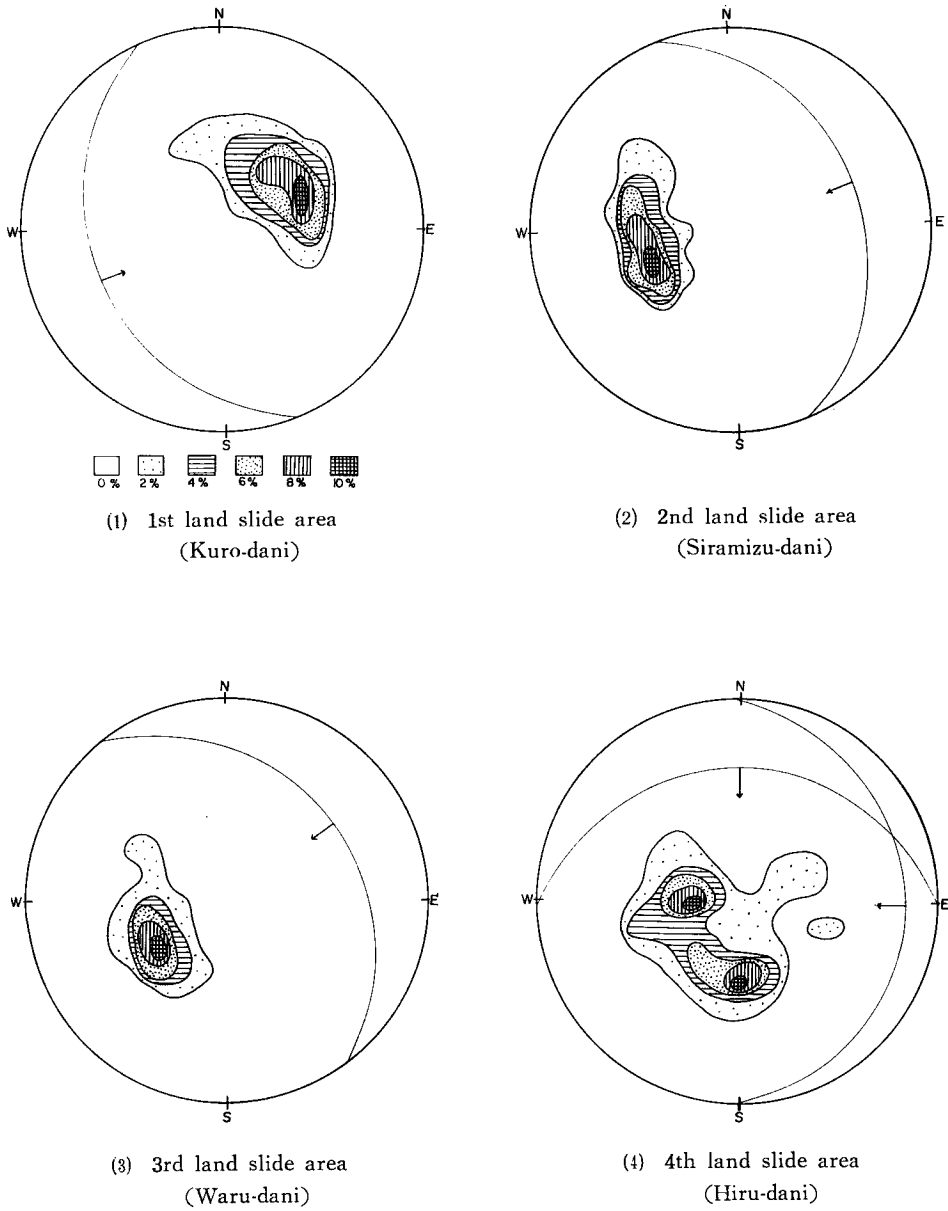 N
W
E
S
0 % 2 % 4 % 6 % 8 % 10 %
(1) 1st land slide area
(Kuro-dani)
N
W
E
S
(2) 2nd land slide area
(Siramizu-dani)
N
W
E
S
(3) 3rd land slide area
(Waru-dani)
N
W
E
S
(4) 4th land slide area
(Hiru-dani)